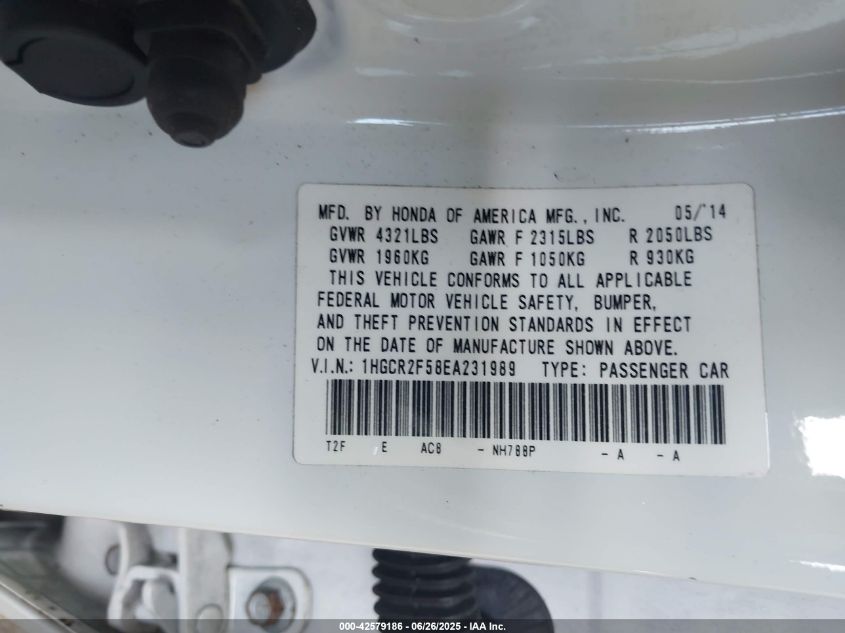 MFD. BY HONDA OF AMERICA MFG., INC. 05/'14
GVWR 4321LBS GAWR F 2315LBS R 2050LBS
GVWR 1960KG GAWR F 1050KG R 930KG
THIS VEHICLE CONFORMS TO ALL APPLICABLE
FEDERAL MOTOR VEHICLE SAFETY, BUMPER,
AND THEFT PREVENTION STANDARDS IN EFFECT
ON THE DATE OF MANUFACTURE SHOWN ABOVE.
V.I.N.: 1HGCR2F58EA231989 TYPE: PASSENGER CAR
T2F E AC8 - NH788P - A - A
000-42579186 - 06/26/2025 - IAA Inc.